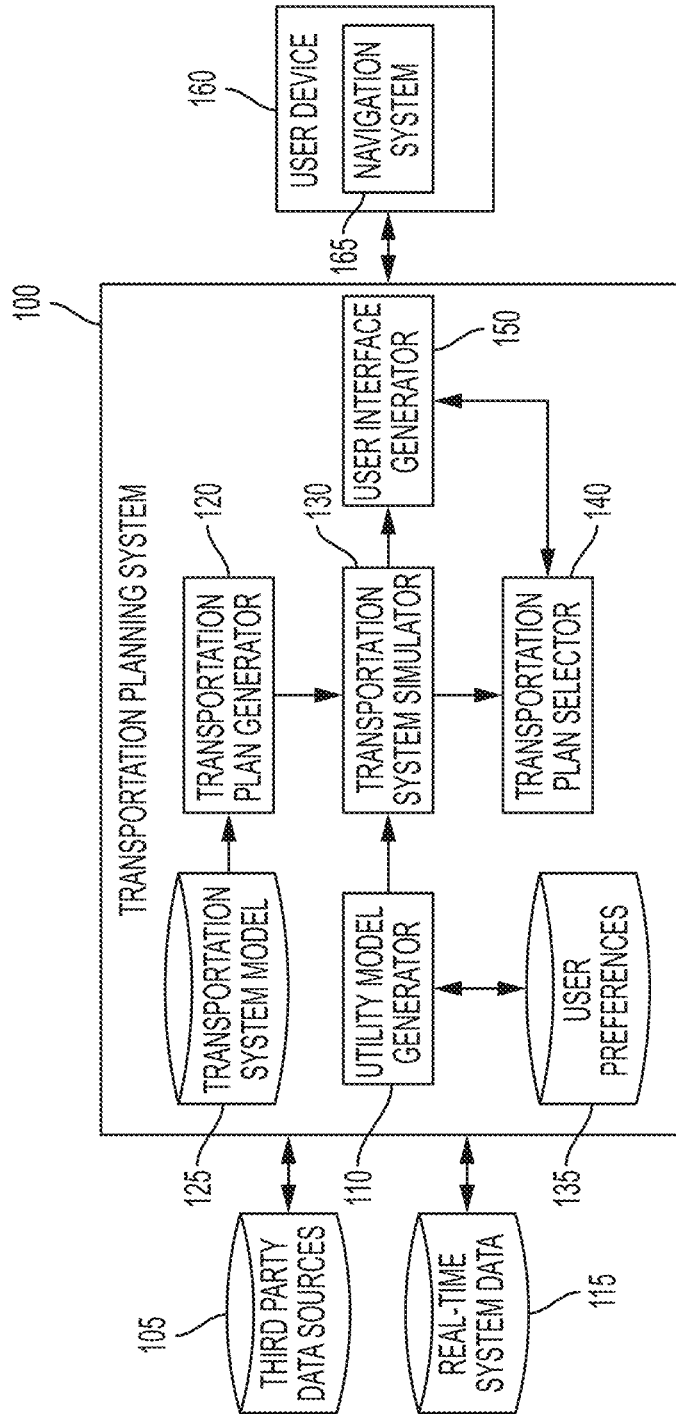 100
TRANSPORTATION PLANNING SYSTEM
105
THIRD PARTY
DATA SOURCES
REAL-TIME
SYSTEM DATA
115
125
TRANSPORTATION
SYSTEM MODEL
120
TRANSPORTATION
PLAN GENERATOR
110
UTILITY MODEL
GENERATOR
130
TRANSPORTATION
SYSTEM SIMULATOR
USER INTERFACE
GENERATOR
150
135
USER
PREFERENCES
140
TRANSPORTATION
PLAN SELECTOR
160
USER DEVICE
NAVIGATION
SYSTEM
165